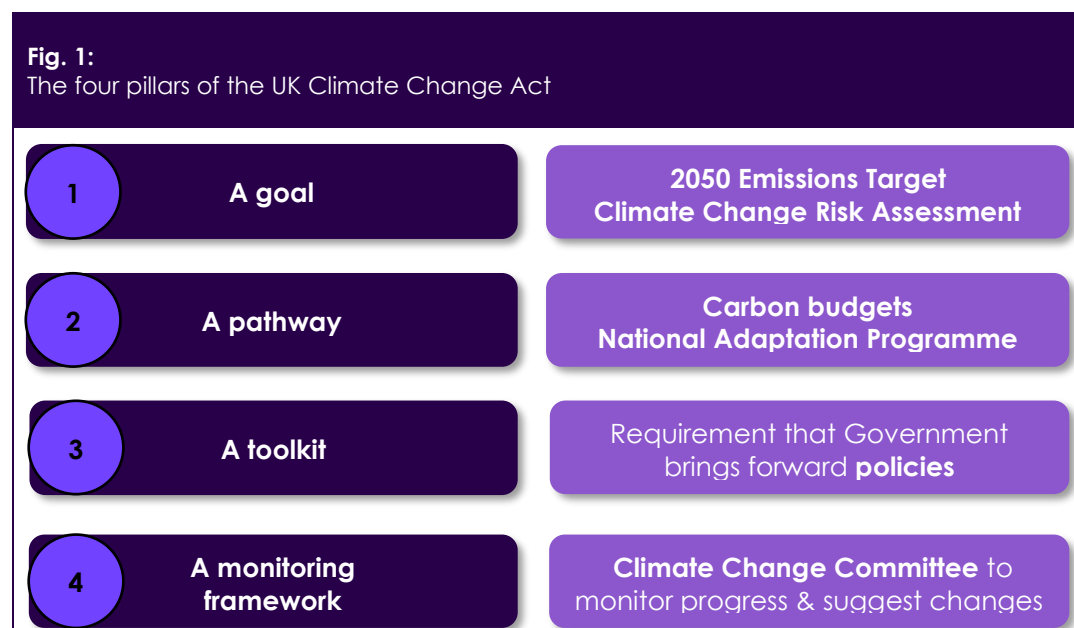 Fig. 1:
The four pillars of the UK Climate Change Act
1
A goal
2050 Emissions Target
Climate Change Risk Assessment
2
A pathway
Carbon budgets
National Adaptation Programme
3
A toolkit
Requirement that Government
brings forward policies
4
A monitoring
framework
Climate Change Committee to
monitor progress & suggest changes